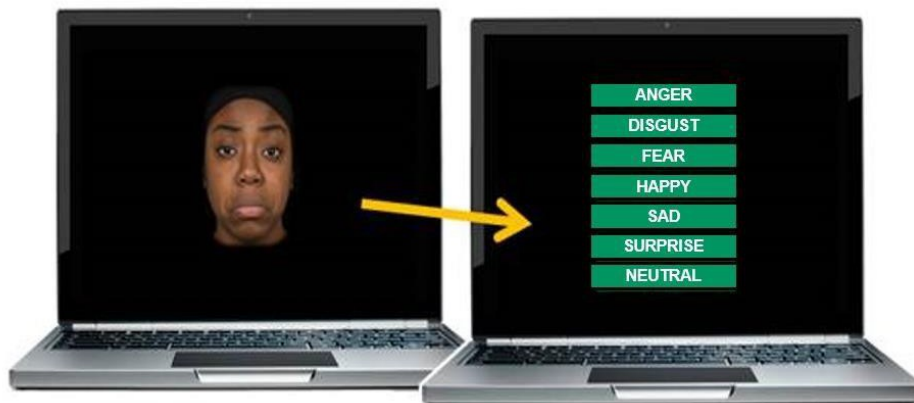 ANGER
DISGUST
FEAR
HAPPY
SAD
SURPRISE
NEUTRAL